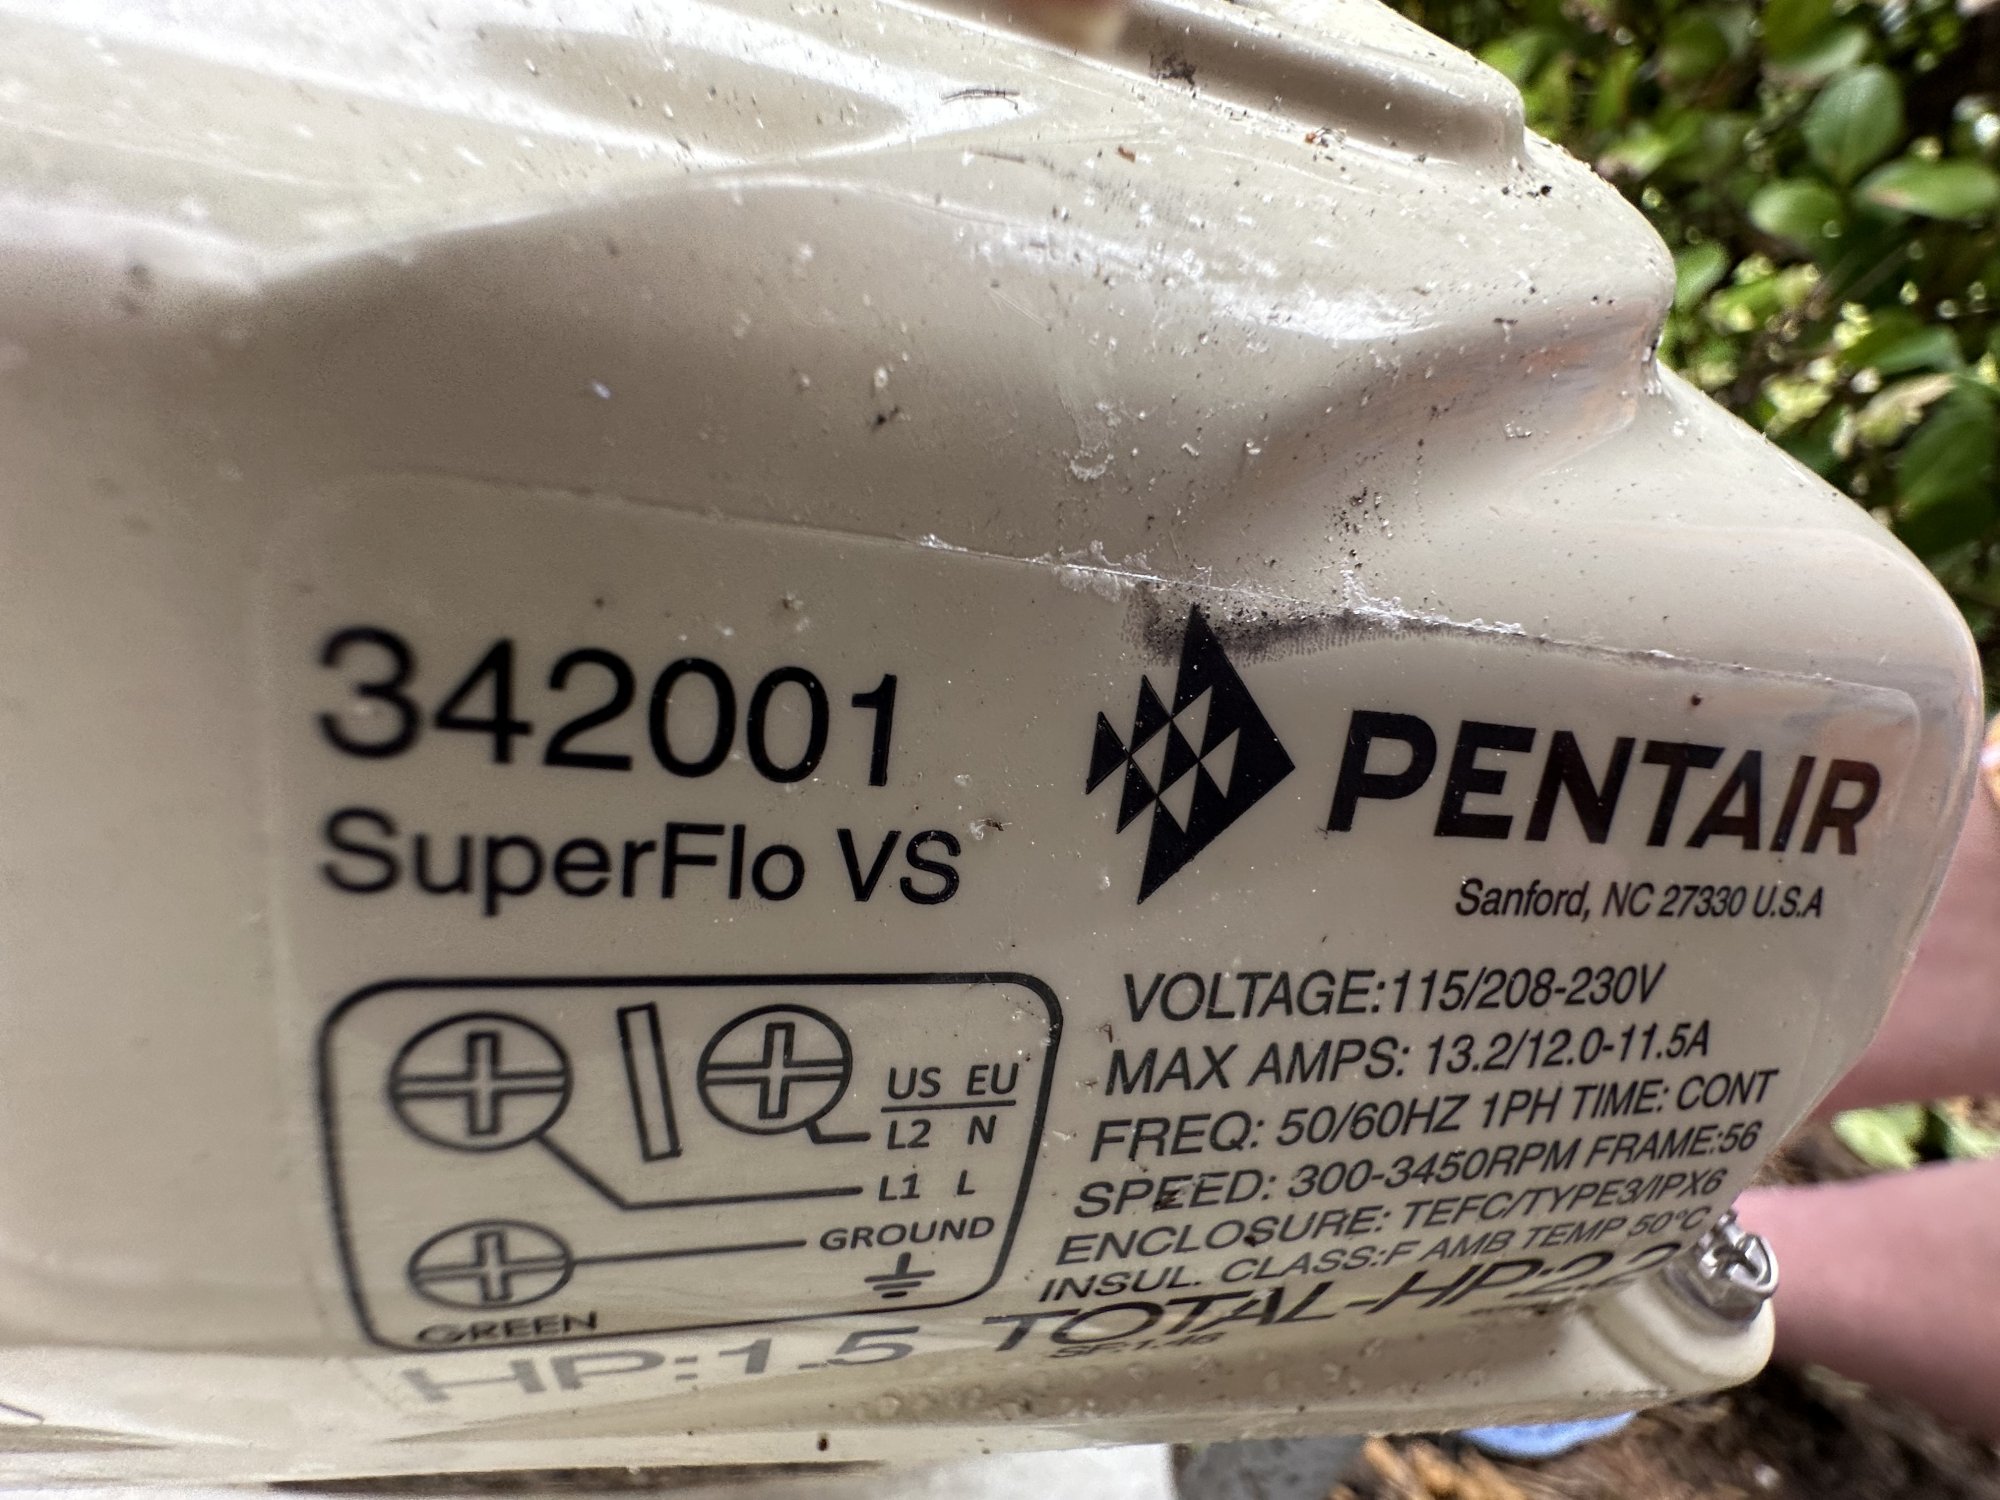 342001
SuperFlo VS
PENTAIR
Sanford, NC 27330 U.S.A
US EU
L2 N
L1 L
GROUND
GREEN
VOLTAGE:115/208-230V
MAX AMPS: 13.2/12.0-11.5A
FREQ: 50/60HZ 1PH TIME: CONT
SPEED: 300-3450RPM FRAME:56
ENCLOSURE: TEFC/TYPE3/IPX6
INSUL. CLASS:F AMB TEMP 50°C
HP:1.5 TOTAL-HP:2.2